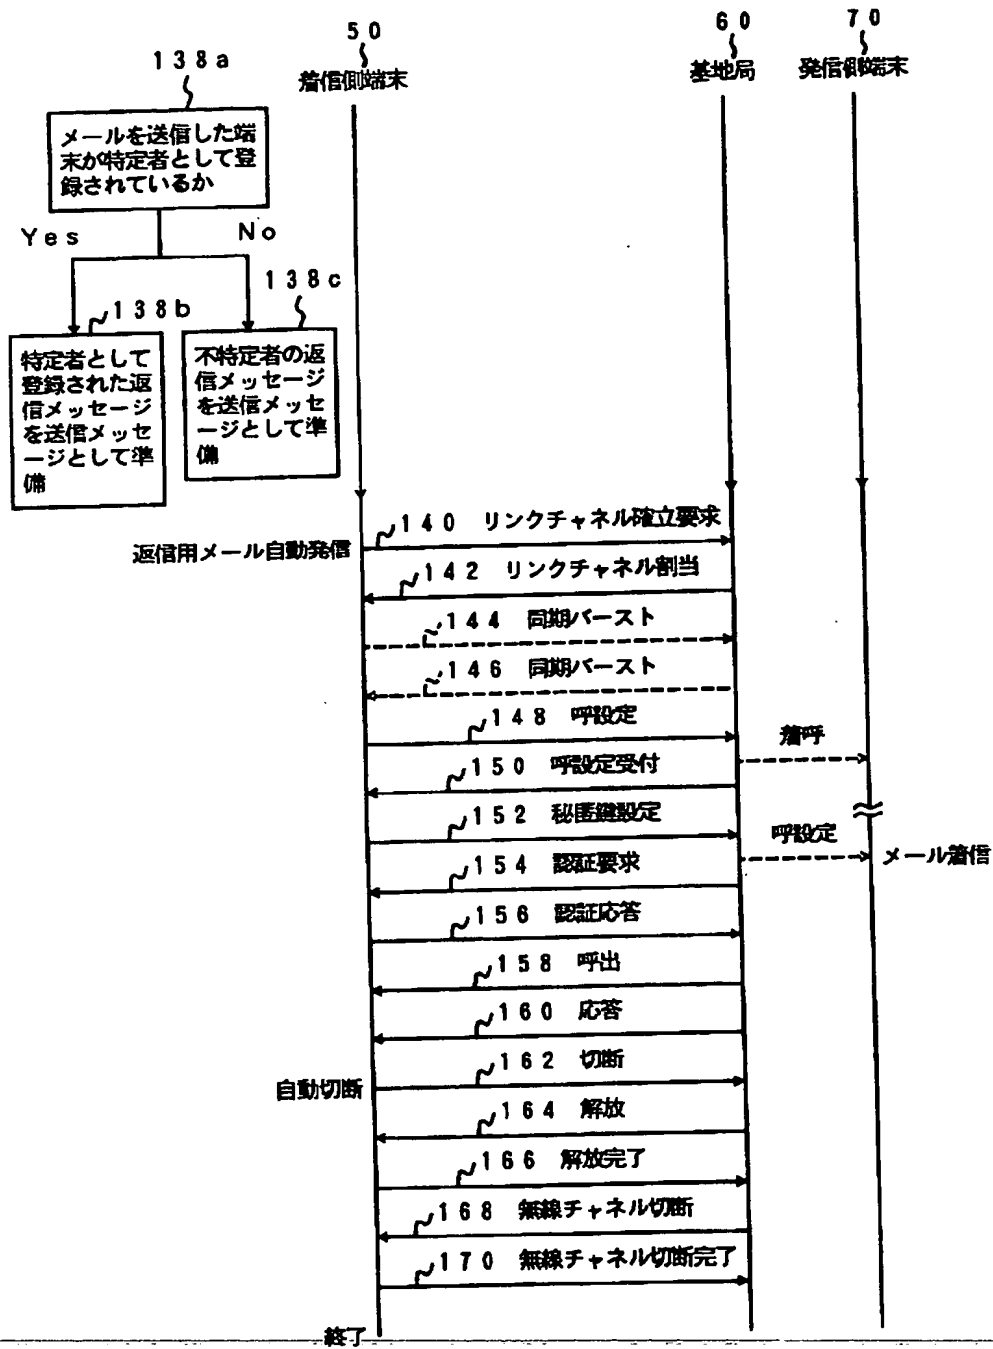 50
着信側端末
60
基地局
70
発信側端末
138a
メールを送信した端
末が特定者として登
録されているか
Yes
No
138b
特定者として
登録された返
信メッセージ
を送信メッセ
ージとして準
備
138c
不特定者の返
信メッセージ
を送信メッセ
ージとして準
備
140 リンクチャネル確立要求
返信用メール自動発信
142 リンクチャネル割当
144 同期バースト
146 同期バースト
148 呼設定
着呼
150 呼設定受付
152 秘匿鍵設定
呼設定
メール着信
154 認証要求
156 認証応答
158 呼出
160 応答
162 切断
自動切断
164 解放
166 解放完了
168 無線チャネル切断
170 無線チャネル切断完了
終了